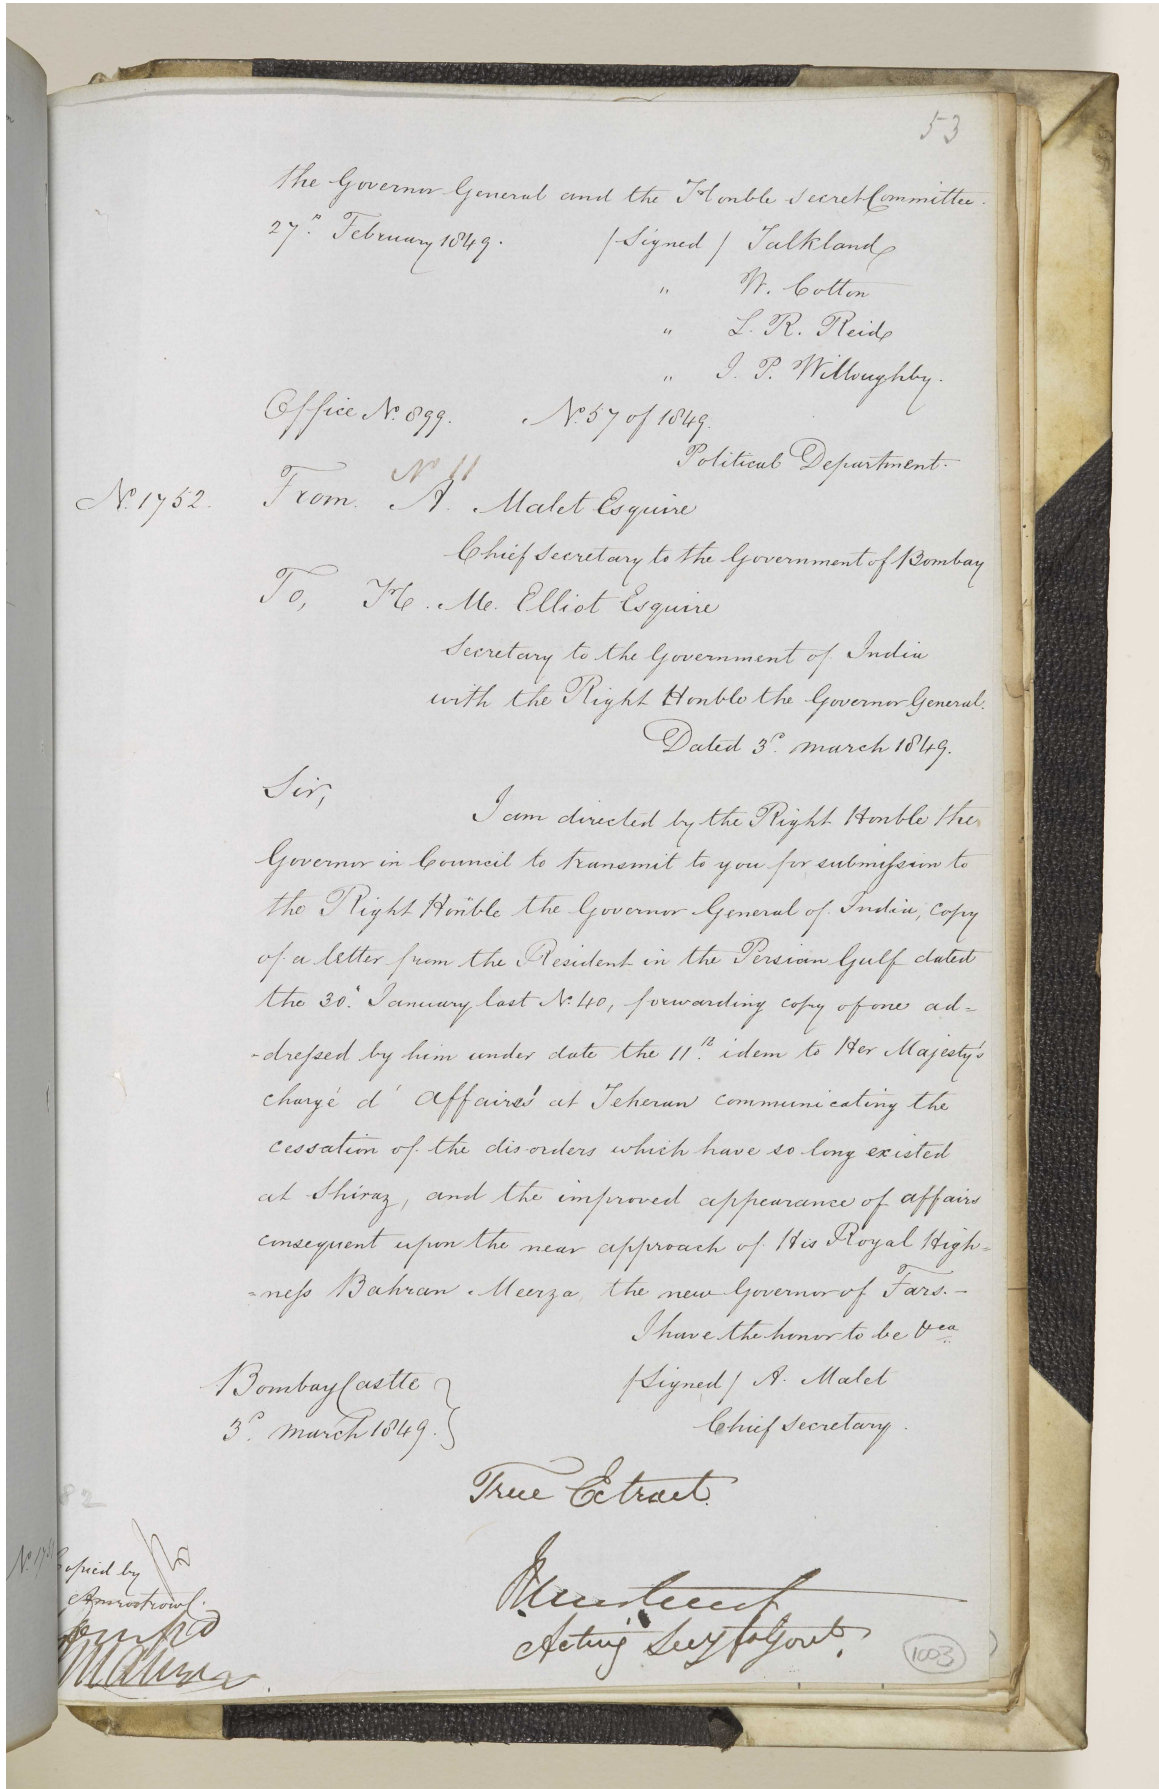 53
the Governor General and the Honble Secret Committee.
27th February 1849. /Signed/ Falkland
" W. Cotton
" L. R. Reid
" J. P. Willoughby.
Office No. 899. No. 57 of 1849.
Political Department.
No 11
No. 1752. From. A. Malet Esquire
Chief Secretary to the Government of Bombay
To, H. M. Elliot Esquire
Secretary to the Government of India
with the Right Honble the Governor General.
Dated 3d. March 1849.
Sir,
I am directed by the Right Honble the
Governor in Council to transmit to you for submission to
the Right Honble the Governor General of India, copy
of a letter from the Resident in the Persian Gulf dated
the 30th January last No. 40, forwarding copy of one ad=
-dressed by him under date the 11th idem to Her Majesty's
chargé d' affaires' at Teheran communicating the
cessation of the disorders which have so long existed
at Shiraz, and the improved appearance of affairs
consequent upon the near approach of His Royal High=
=ness Bahran Meerza, the new Governor of Fars. -
I have the honor to be &ca
Bombay Castle /Signed/ A. Malet
3d. March 1849. Chief Secretary.
True Extract.
82
Copied by
Acting Secy to Govt.
1003